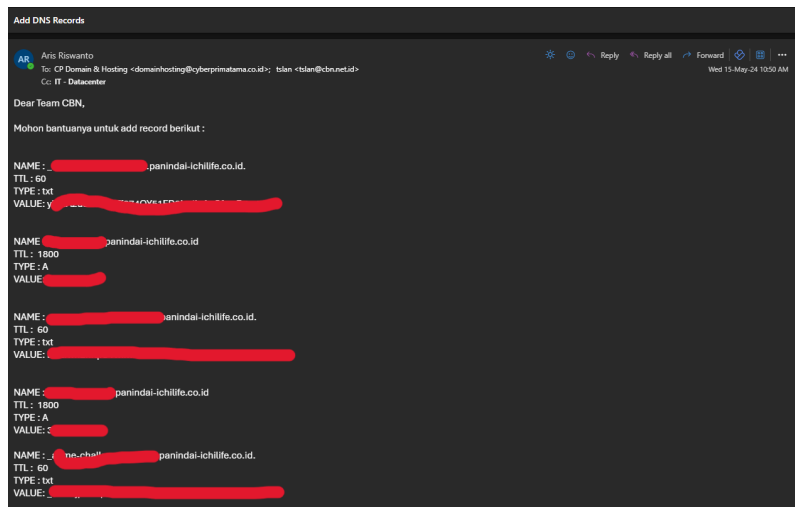 Add DNS Records
AR
Aris Riswanto
Reply Reply all Forward
To: CP Domain & Hosting <domainhosting@cyberprimatama.co.id>; tslan <tslan@cbn.net.id>
Wed 15-May-24 10:50 AM
Cc: IT - Datacenter
Dear Team CBN,
Mohon bantuanya untuk add record berikut :
NAME : _ .panindai-ichilife.co.id.
TTL : 60
TYPE : txt
VALUE: y
NAME panindai-ichilife.co.id
TTL : 1800
TYPE : A
VALUE
NAME : panindai-ichilife.co.id.
TTL : 60
TYPE : txt
VALUE:
NAME : panindai-ichilife.co.id
TTL : 1800
TYPE : A
VALUE: 3
NAME : _ panindai-ichilife.co.id.
TTL : 60
TYPE : txt
VALUE: _